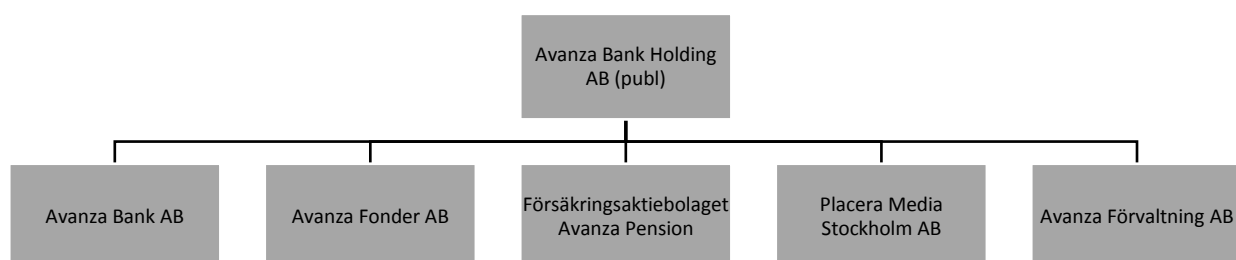 Avanza Bank Holding
AB (publ)
Avanza Bank AB
Avanza Fonder AB
Försäkringsaktiebolaget
Avanza Pension
Placera Media
Stockholm AB
Avanza Förvaltning AB